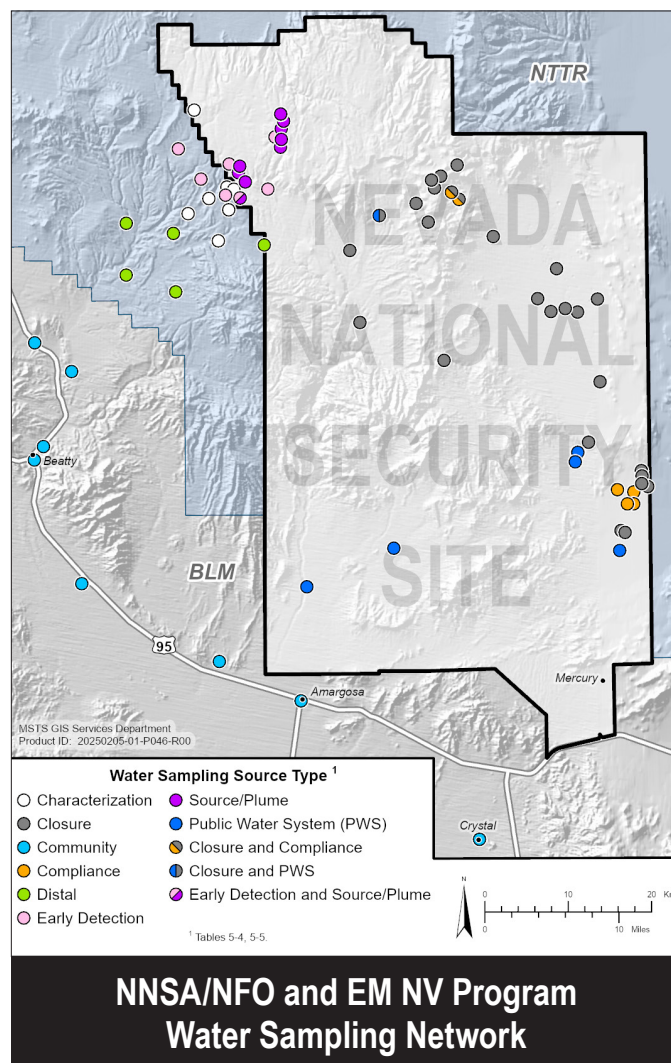 NTTR
NEVADA
NATIONAL
SECURITY
SITE
Beatty
BLM
95
Mercury
Amargosa
MSTS GIS Services Department
Product ID: 20250205-01-P046-R00
Crystal
Water Sampling Source Type 1
Characterization
Closure
Community
Compliance
Distal
Early Detection
Source/Plume
Public Water System (PWS)
Closure and Compliance
Closure and PWS
Early Detection and Source/Plume
1 Tables 5-4, 5-5.
N
0 10 20
0 10 Miles
NNSA/NFO and EM NV Program
Water Sampling Network